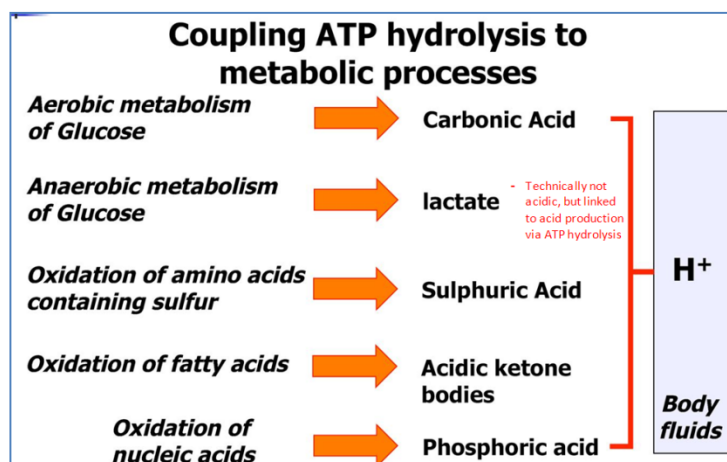 Coupling ATP hydrolysis to
metabolic processes
Aerobic metabolism
of Glucose
Carbonic Acid
Anaerobic metabolism
of Glucose
lactate
- Technically not
acidic, but linked
to acid production
via ATP hydrolysis
Oxidation of amino acids
containing sulfur
Sulphuric Acid
Oxidation of fatty acids
Acidic ketone
bodies
Oxidation of
nucleic acids
Phosphoric acid
H⁺
Body
fluids